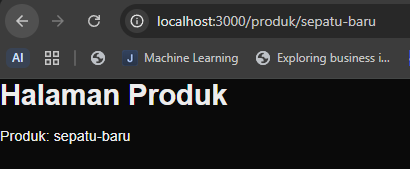 localhost:3000/produk/sepatu-baru
AI J Machine Learning Exploring business i...
Halaman Produk
Produk: sepatu-baru